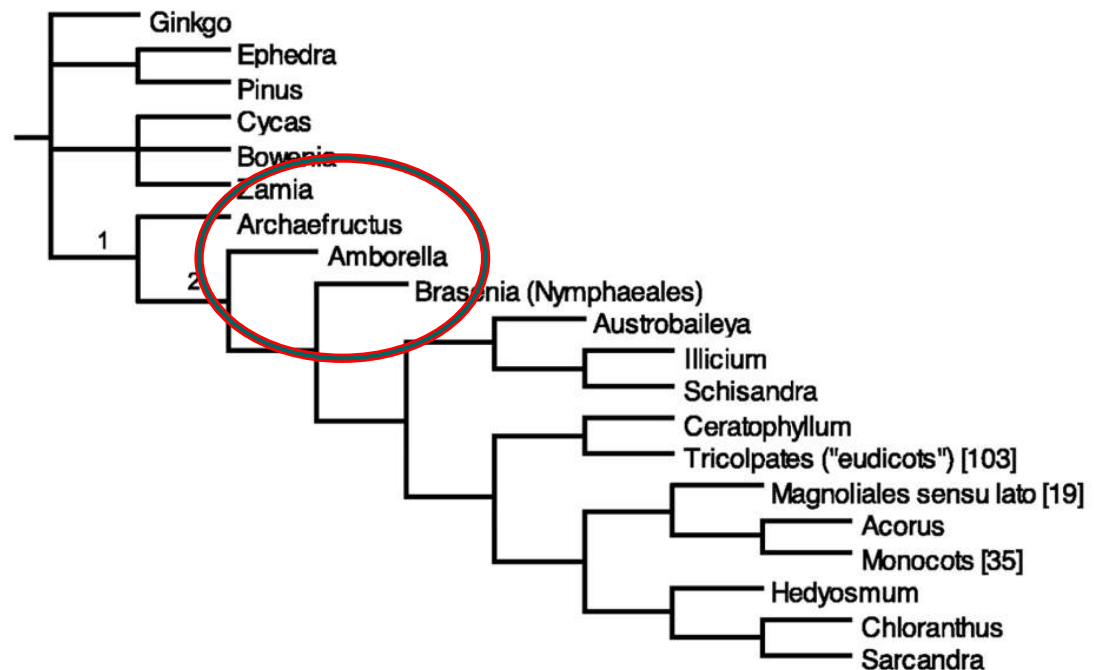 Ginkgo
Ephedra
Pinus
Cycas
Bowenia
Zamia
Archaefructus
1
Amborella
2
Brasenia (Nymphaeales)
Austrobaileya
Illicium
Schisandra
Ceratophyllum
Tricolpates ("eudicots") [103]
Magnoliales sensu lato [19]
Acorus
Monocots [35]
Hedyosmum
Chloranthus
Sarcandra